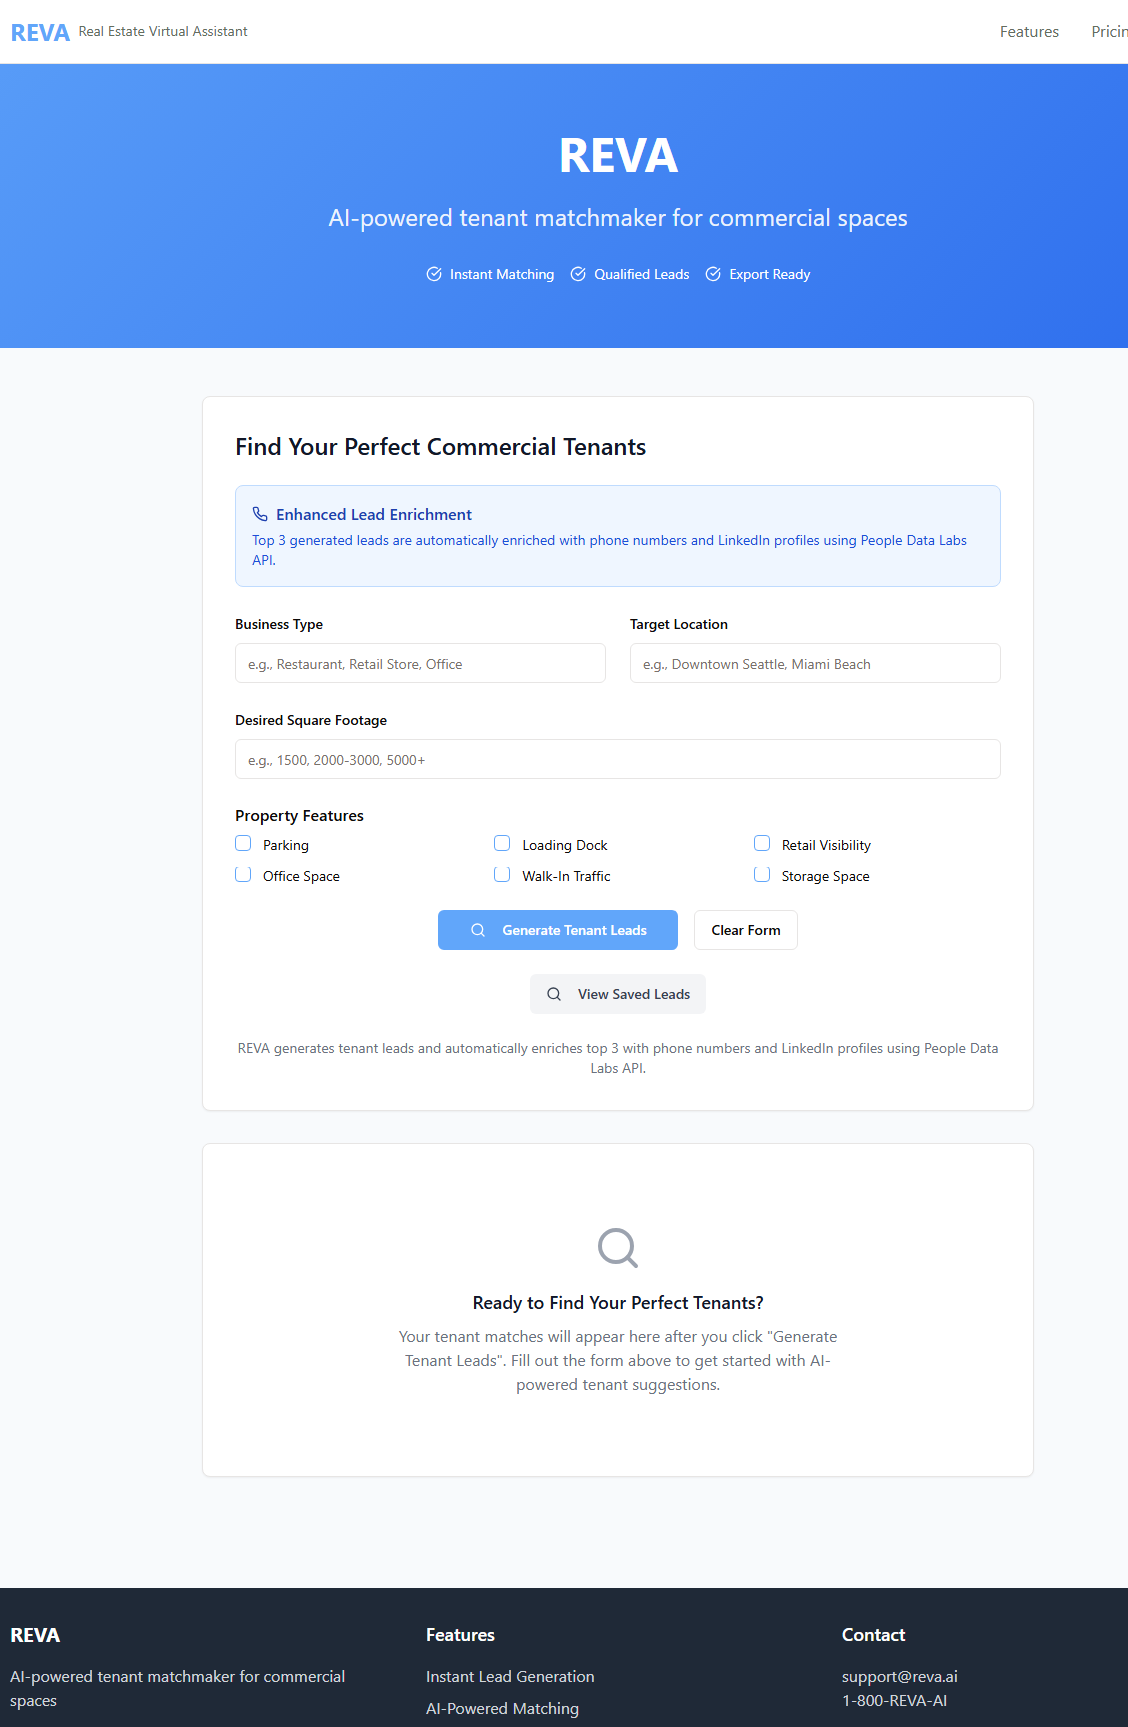 REVA Real Estate Virtual Assistant
Features
Pricin
REVA
AI-powered tenant matchmaker for commercial spaces
Instant Matching
Qualified Leads
Export Ready
Find Your Perfect Commercial Tenants
Enhanced Lead Enrichment
Top 3 generated leads are automatically enriched with phone numbers and LinkedIn profiles using People Data Labs
API.
Business Type
Target Location
e.g., Restaurant, Retail Store, Office
e.g., Downtown Seattle, Miami Beach
Desired Square Footage
e.g., 1500, 2000-3000, 5000+
Property Features
Parking
Loading Dock
Retail Visibility
Office Space
Walk-In Traffic
Storage Space
Generate Tenant Leads
Clear Form
View Saved Leads
REVA generates tenant leads and automatically enriches top 3 with phone numbers and LinkedIn profiles using People Data
Labs API.
Ready to Find Your Perfect Tenants?
Your tenant matches will appear here after you click "Generate
Tenant Leads". Fill out the form above to get started with AI-
powered tenant suggestions.
REVA
AI-powered tenant matchmaker for commercial
spaces
Features
Instant Lead Generation
AI-Powered Matching
Contact
support@reva.ai
1-800-REVA-AI